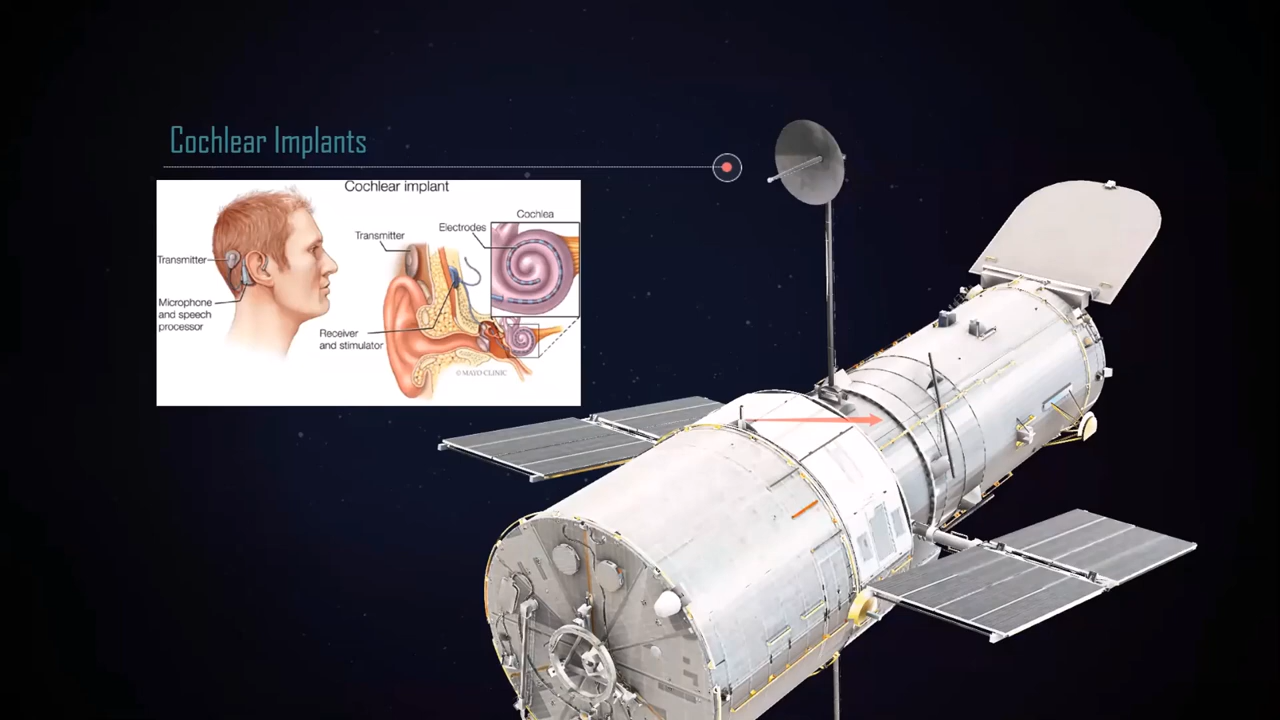 Cochlear Implants
Cochlear implant
Cochlea
Electrodes
Transmitter
Transmitter
Microphone
and speech
processor
Receiver
and stimulator
© MAYO CLINIC